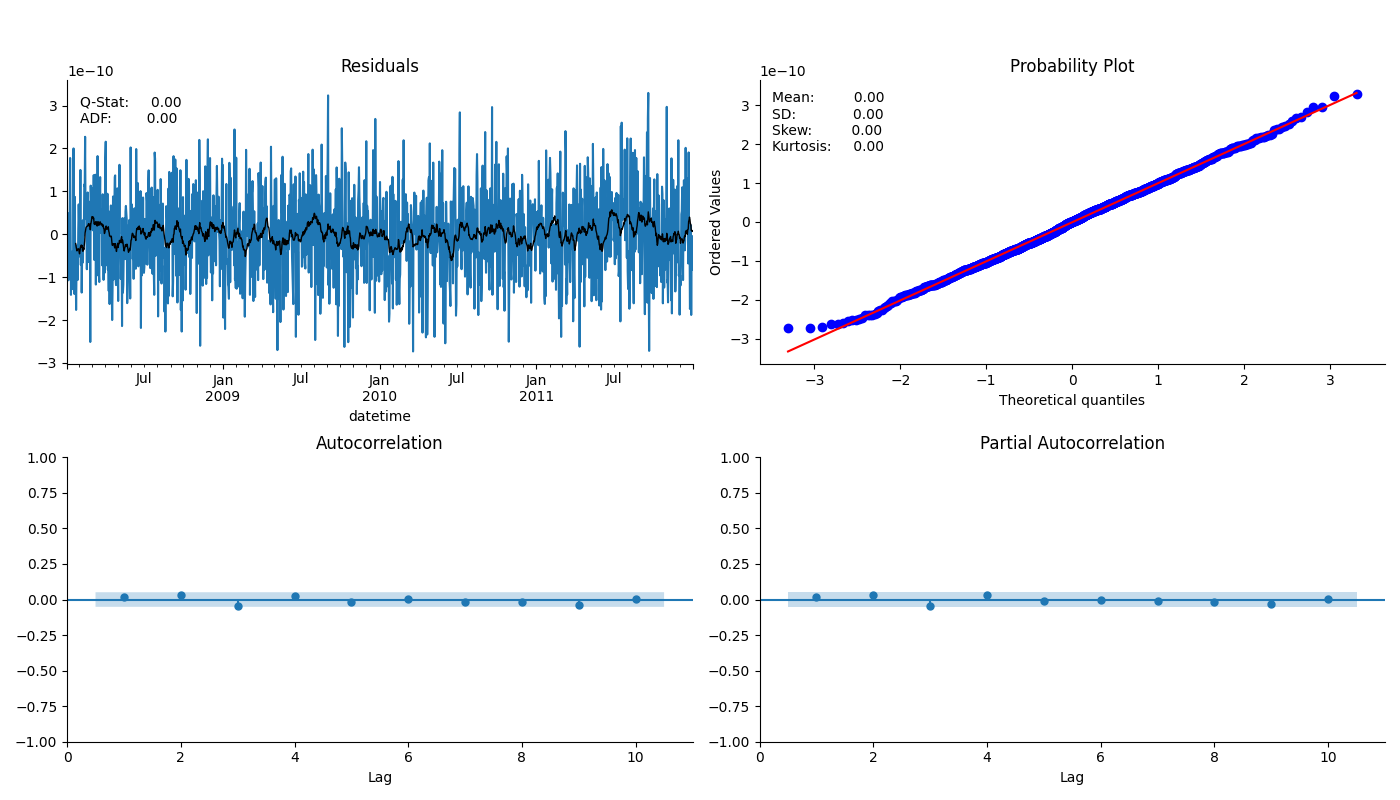 Residuals
1e−10
Q-Stat: 0.00
ADF: 0.00
3
2
1
0
−1
−2
−3
Jul
Jan
2009
Jul
Jan
2010
Jul
Jan
2011
Jul
datetime
Probability Plot
1e−10
Mean: 0.00
SD: 0.00
Skew: 0.00
Kurtosis: 0.00
Ordered Values
3
2
1
0
−1
−2
−3
−3 −2 −1 0 1 2 3
Theoretical quantiles
Autocorrelation
1.00
0.75
0.50
0.25
0.00
−0.25
−0.50
−0.75
−1.00
0 2 4 6 8 10
Lag
Partial Autocorrelation
1.00
0.75
0.50
0.25
0.00
−0.25
−0.50
−0.75
−1.00
0 2 4 6 8 10
Lag